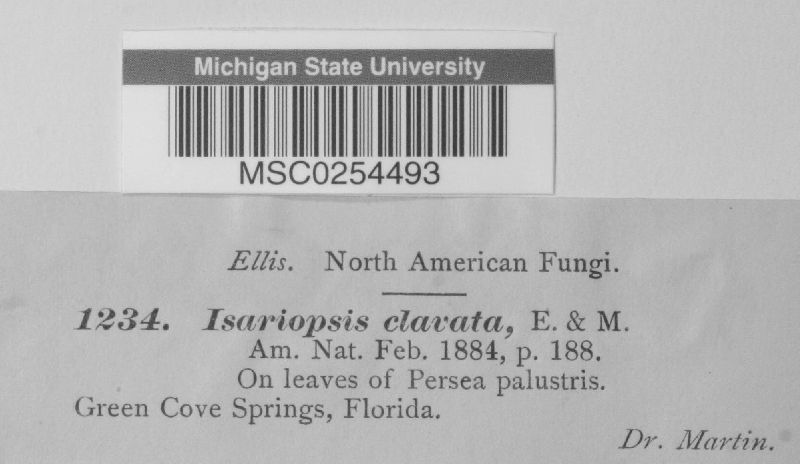 Michigan State University
MSC0254493
Ellis. North American Fungi.
1234. Isariopsis clavata, E. & M.
Am. Nat. Feb. 1884, p. 188.
On leaves of Persea palustris.
Green Cove Springs, Florida.
Dr. Martin.